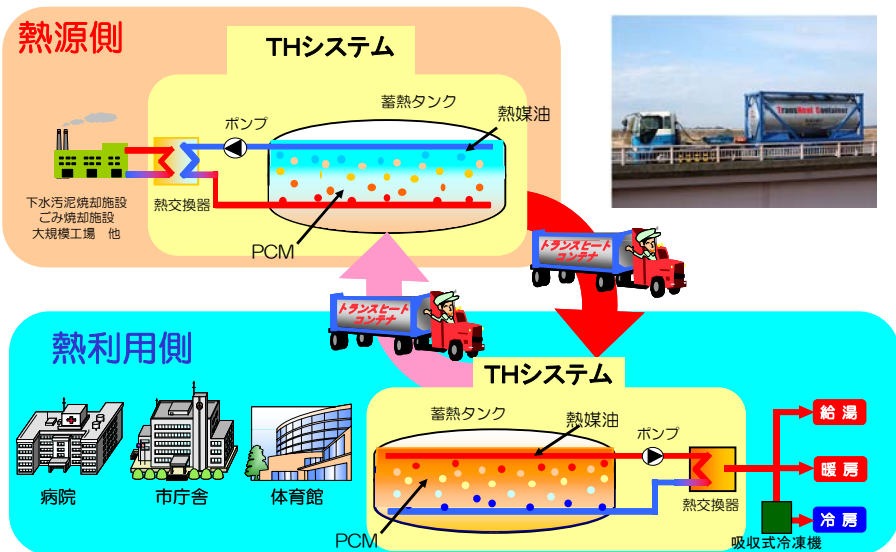 熱源側
THシステム
蓄熱タンク
熱媒油
ポンプ
下水汚泥焼却施設
ごみ焼却施設
大規模工場 他
熱交換器
PCM
TransHeat Container
トランスヒート
コンテナ
トランスヒート
コンテナ
熱利用側
THシステム
蓄熱タンク
熱媒油
ポンプ
給湯
暖房
冷房
熱交換器
吸収式冷凍機
PCM
病院
市庁舎
体育館